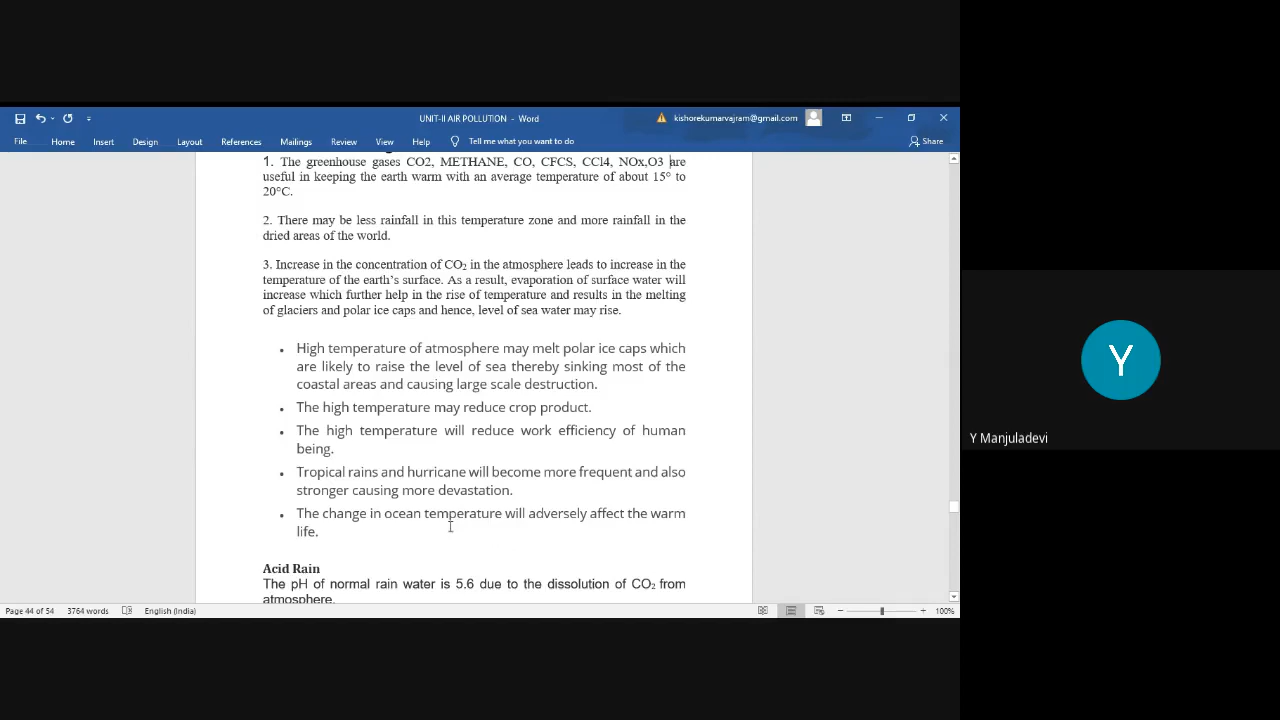 UNIT-II AIR POLLUTION - Word
kishorekumarvajram@gmail.com
File Home Insert Design Layout References Mailings Review View Help Tell me what you want to do Share
1. The greenhouse gases CO2, METHANE, CO, CFCS, CCl4, NOx,O3 are
useful in keeping the earth warm with an average temperature of about 15° to
20°C.
2. There may be less rainfall in this temperature zone and more rainfall in the
dried areas of the world.
3. Increase in the concentration of CO₂ in the atmosphere leads to increase in the
temperature of the earth's surface. As a result, evaporation of surface water will
increase which further help in the rise of temperature and results in the melting
of glaciers and polar ice caps and hence, level of sea water may rise.
• High temperature of atmosphere may melt polar ice caps which
are likely to raise the level of sea thereby sinking most of the
coastal areas and causing large scale destruction.
• The high temperature may reduce crop product.
• The high temperature will reduce work efficiency of human
being.
• Tropical rains and hurricane will become more frequent and also
stronger causing more devastation.
• The change in ocean temperature will adversely affect the warm
life.
Acid Rain
The pH of normal rain water is 5.6 due to the dissolution of CO₂ from
atmosphere.
Page 44 of 54 3764 words English (India) 100%
Y
Y Manjuladevi